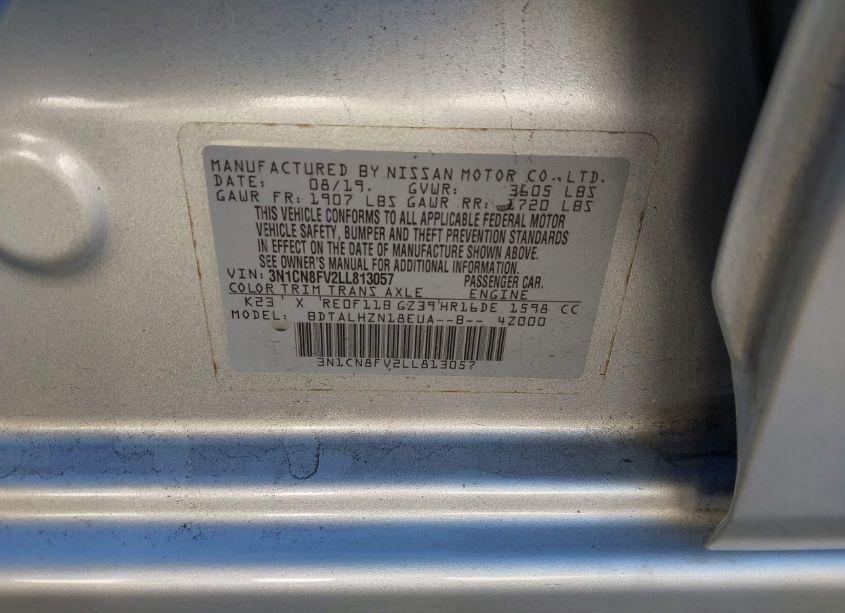 MANUFACTURED BY NISSAN MOTOR CO.,LTD.
DATE: 08/19. GVWR: 3605 LBS
GAWR FR: 1907 LBS GAWR RR: 1720 LBS
THIS VEHICLE CONFORMS TO ALL APPLICABLE FEDERAL MOTOR
VEHICLE SAFETY, BUMPER AND THEFT PREVENTION STANDARDS
IN EFFECT ON THE DATE OF MANUFACTURE SHOWN ABOVE.
SEE OWNER'S MANUAL FOR ADDITIONAL INFORMATION.
VIN: 3N1CN8FV2LL813057 PASSENGER CAR.
COLOR TRIM TRANS AXLE ENGINE
K23 X RE0F11B GZ39 HR16DE 1598 CC
MODEL: BDTALHZN18EUA--B-- 4Z000
3N1CN8FV2LL813057